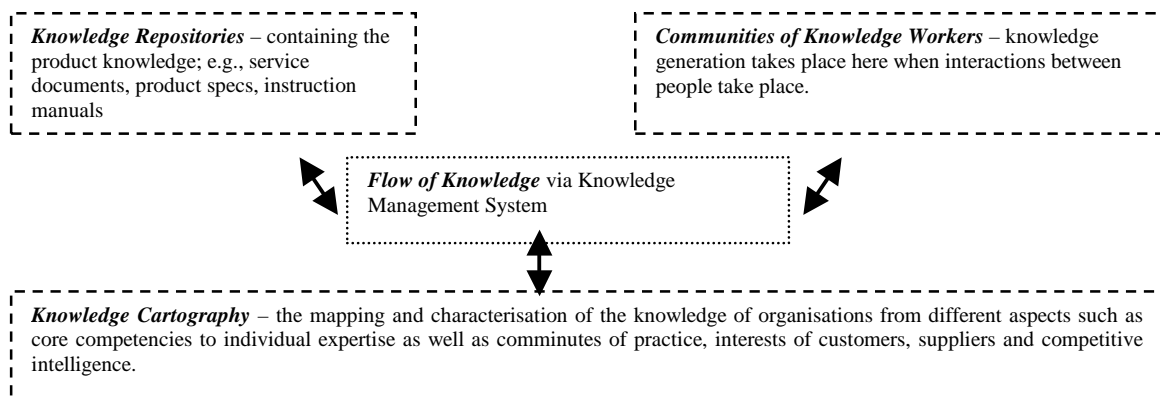 Knowledge Repositories – containing the
product knowledge; e.g., service
documents, product specs, instruction
manuals
Communities of Knowledge Workers – knowledge
generation takes place here when interactions between
people take place.
Flow of Knowledge via Knowledge
Management System
Knowledge Cartography – the mapping and characterisation of the knowledge of organisations from different aspects such as
core competencies to individual expertise as well as comminutes of practice, interests of customers, suppliers and competitive
intelligence.